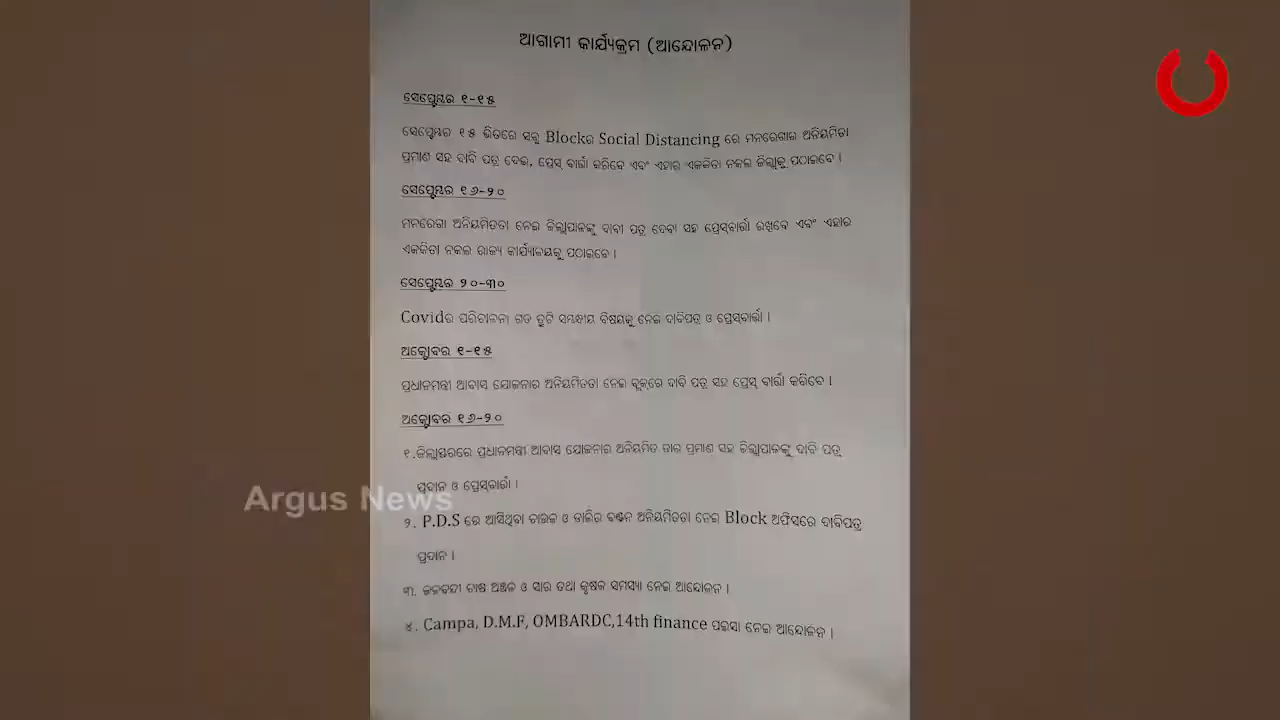 ଆଗାମୀ କାର୍ଯ୍ୟକ୍ରମ (ଆନ୍ଦୋଳନ)
ସେପ୍ଟେମ୍ବର ୧-୧୫
ସେପ୍ଟେମ୍ବର ୧୫ ଭିତରେ ସବୁ Blockର Social Distancing ରେ ମନରେଗାର ଅନିୟମିତା
ପ୍ରମାଣ ସହ ଦାବି ପତ୍ର ଦେଇ, ପ୍ରେସ୍ ବାର୍ତ୍ତା କରିବେ ଏବଂ ଏହାର ଏକକିତା ନକଲ ଜିଲ୍ଲାକୁ ପଠାଇବେ ।
ସେପ୍ଟେମ୍ବର ୧୬-୨୦
ମନରେଗା ଅନିୟମିତତା ନେଇ ଜିଲ୍ଲାପାଳଙ୍କୁ ଦାବୀ ପତ୍ର ଦେବା ସହ ପ୍ରେସ୍‌ବାର୍ତ୍ତା ରଖିବେ ଏବଂ ଏହାର
ଏକକିତା ନକଲ ରାଜ୍ୟ କାର୍ଯ୍ୟାଳୟକୁ ପଠାଇବେ ।
ସେପ୍ଟେମ୍ବର ୨୦-୩୦
Covidର ପରିଚାଳନା ଗତ ତ୍ରୁଟି ସମ୍ବନ୍ଧୀୟ ବିଷୟକୁ ନେଇ ଦାବିପତ୍ର ଓ ପ୍ରେସ୍‌ବାର୍ତ୍ତା ।
ଅକ୍ଟୋବର ୧-୧୫
ପ୍ରଧାନମନ୍ତ୍ରୀ ଆବାସ ଯୋଜନାର ଅନିୟମିତତା ନେଇ ବ୍ଲକ୍‌ରେ ଦାବି ପତ୍ର ସହ ପ୍ରେସ୍ ବାର୍ତ୍ତା କରିବେ ।
ଅକ୍ଟୋବର ୧୬-୨୦
୧.ଜିଲ୍ଲାସ୍ତରରେ ପ୍ରଧାନମନ୍ତ୍ରୀ ଆବାସ ଯୋଜନାର ଅନିୟମିତ ତାର ପ୍ରମାଣ ସହ ଜିଲ୍ଲାପାଳଙ୍କୁ ଦାବି ପତ୍ର
ପ୍ରଦାନ ଓ ପ୍ରେସ୍‌ବାର୍ତ୍ତା ।
୨. P.D.S ରେ ଆସିଥିବା ଚାଉଳ ଓ ଡାଲିର ବଣ୍ଟନ ଅନିୟମିତତା ନେଇ Block ଅଫିସରେ ଦାବିପତ୍ର
ପ୍ରଦାନ ।
୩. ଜଳବନ୍ଦୀ ଚାଷ ଅଞ୍ଚଳ ଓ ସାର ତଥା କୃଷକ ସମସ୍ୟା ନେଇ ଆନ୍ଦୋଳନ ।
୪. Campa, D.M.F, OMBARDC,14th finance ପଇସା ନେଇ ଆନ୍ଦୋଳନ ।
Argus News